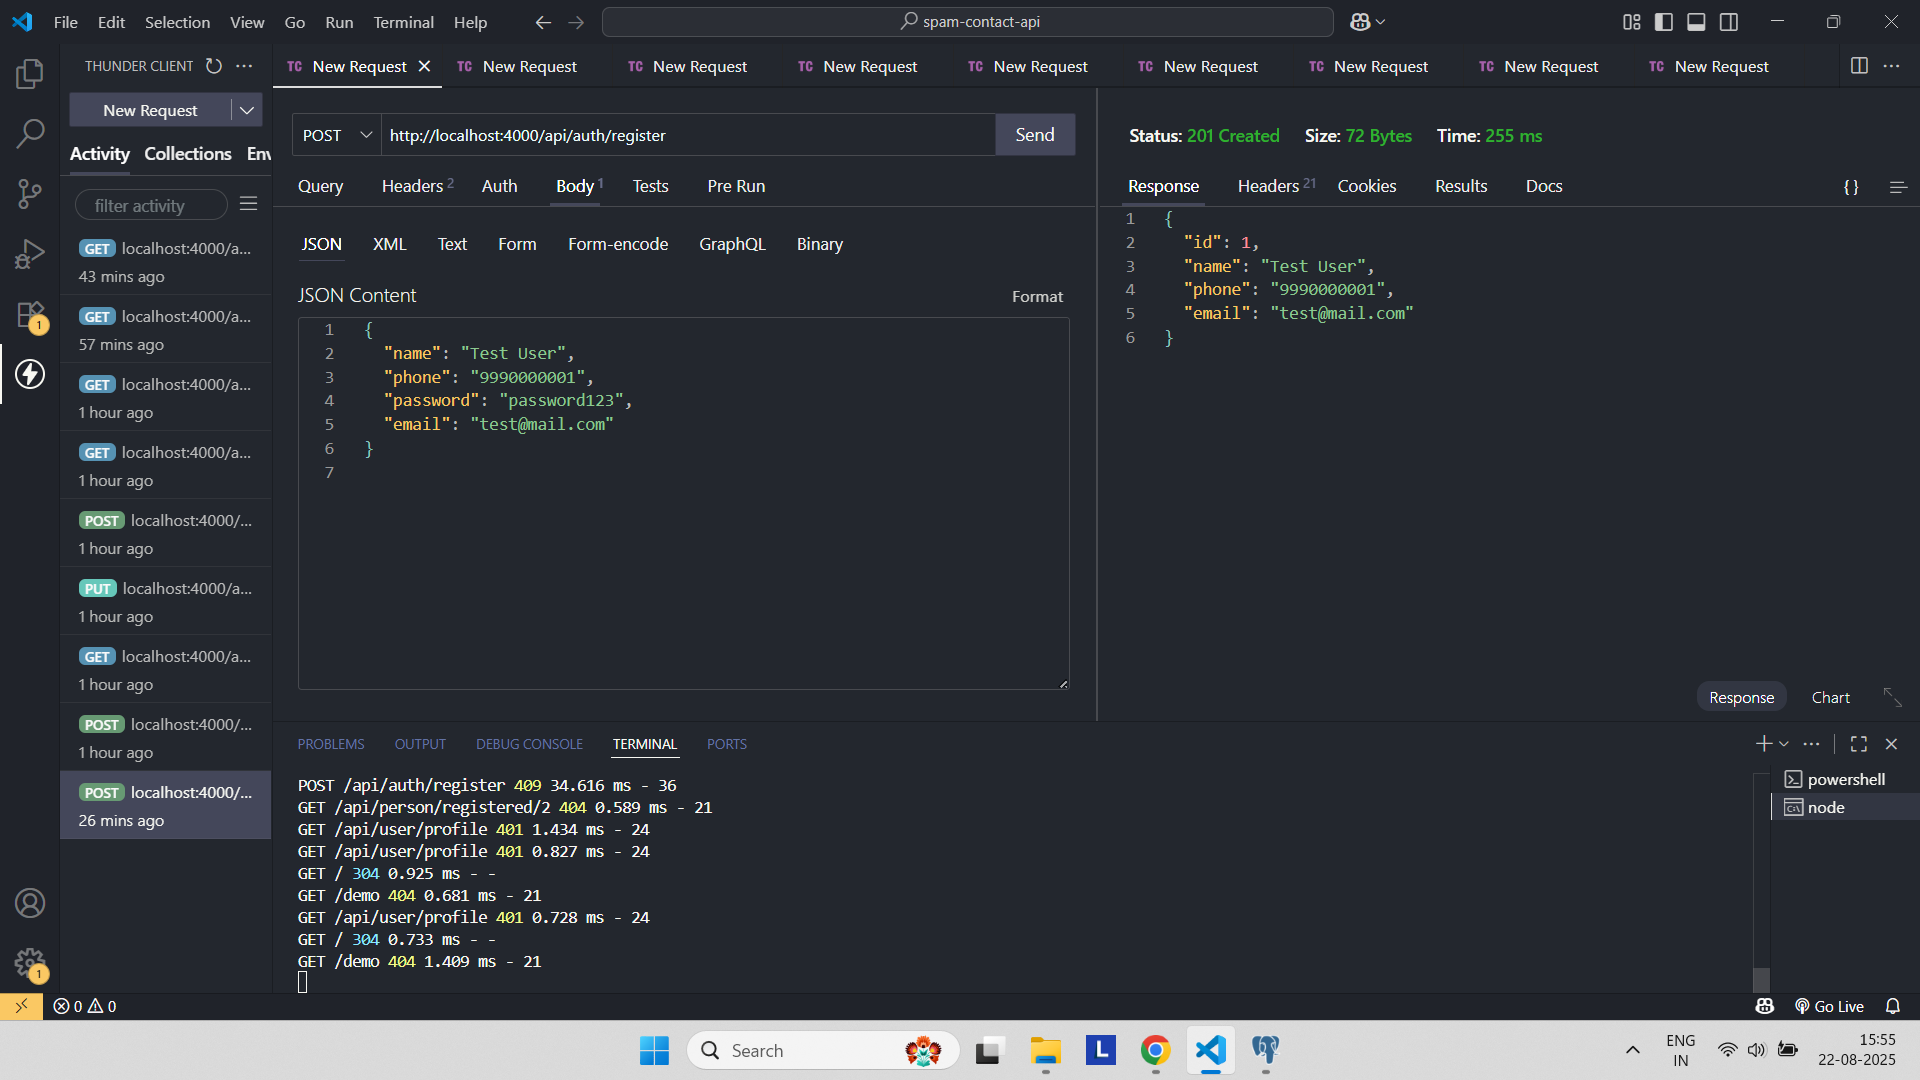 File Edit Selection View Go Run Terminal Help
spam-contact-api
THUNDER CLIENT
New Request
Activity Collections Env
filter activity
GET localhost:4000/a...
43 mins ago
GET localhost:4000/a...
57 mins ago
GET localhost:4000/a...
1 hour ago
GET localhost:4000/a...
1 hour ago
POST localhost:4000/...
1 hour ago
PUT localhost:4000/a...
1 hour ago
GET localhost:4000/a...
1 hour ago
POST localhost:4000/...
1 hour ago
POST localhost:4000/...
26 mins ago
TC New Request TC New Request TC New Request TC New Request TC New Request TC New Request TC New Request TC New Request TC New Request
POST http://localhost:4000/api/auth/register Send
Query Headers 2 Auth Body 1 Tests Pre Run
JSON XML Text Form Form-encode GraphQL Binary
JSON Content Format
1 {
2 "name": "Test User",
3 "phone": "9990000001",
4 "password": "password123",
5 "email": "test@mail.com"
6 }
7
Status: 201 Created Size: 72 Bytes Time: 255 ms
Response Headers 21 Cookies Results Docs {}
1 {
2 "id": 1,
3 "name": "Test User",
4 "phone": "9990000001",
5 "email": "test@mail.com"
6 }
Response Chart
PROBLEMS OUTPUT DEBUG CONSOLE TERMINAL PORTS
POST /api/auth/register 409 34.616 ms - 36
GET /api/person/registered/2 404 0.589 ms - 21
GET /api/user/profile 401 1.434 ms - 24
GET /api/user/profile 401 0.827 ms - 24
GET / 304 0.925 ms - -
GET /demo 404 0.681 ms - 21
GET /api/user/profile 401 0.728 ms - 24
GET / 304 0.733 ms - -
GET /demo 404 1.409 ms - 21
powershell
node
1
1
0 0
Go Live
Search
L
ENG
IN
15:55
22-08-2025